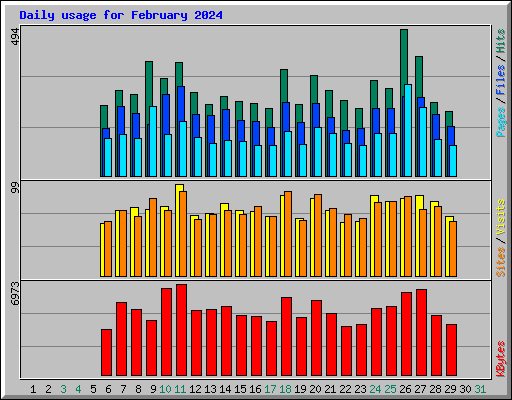 Daily usage for February 2024
494
Pages / Files / Hits
99
Sites / Visits
6973
KBytes
1 2 3 4 5 6 7 8 9 10 11 12 13 14 15 16 17 18 19 20 21 22 23 24 25 26 27 28 29 30 31